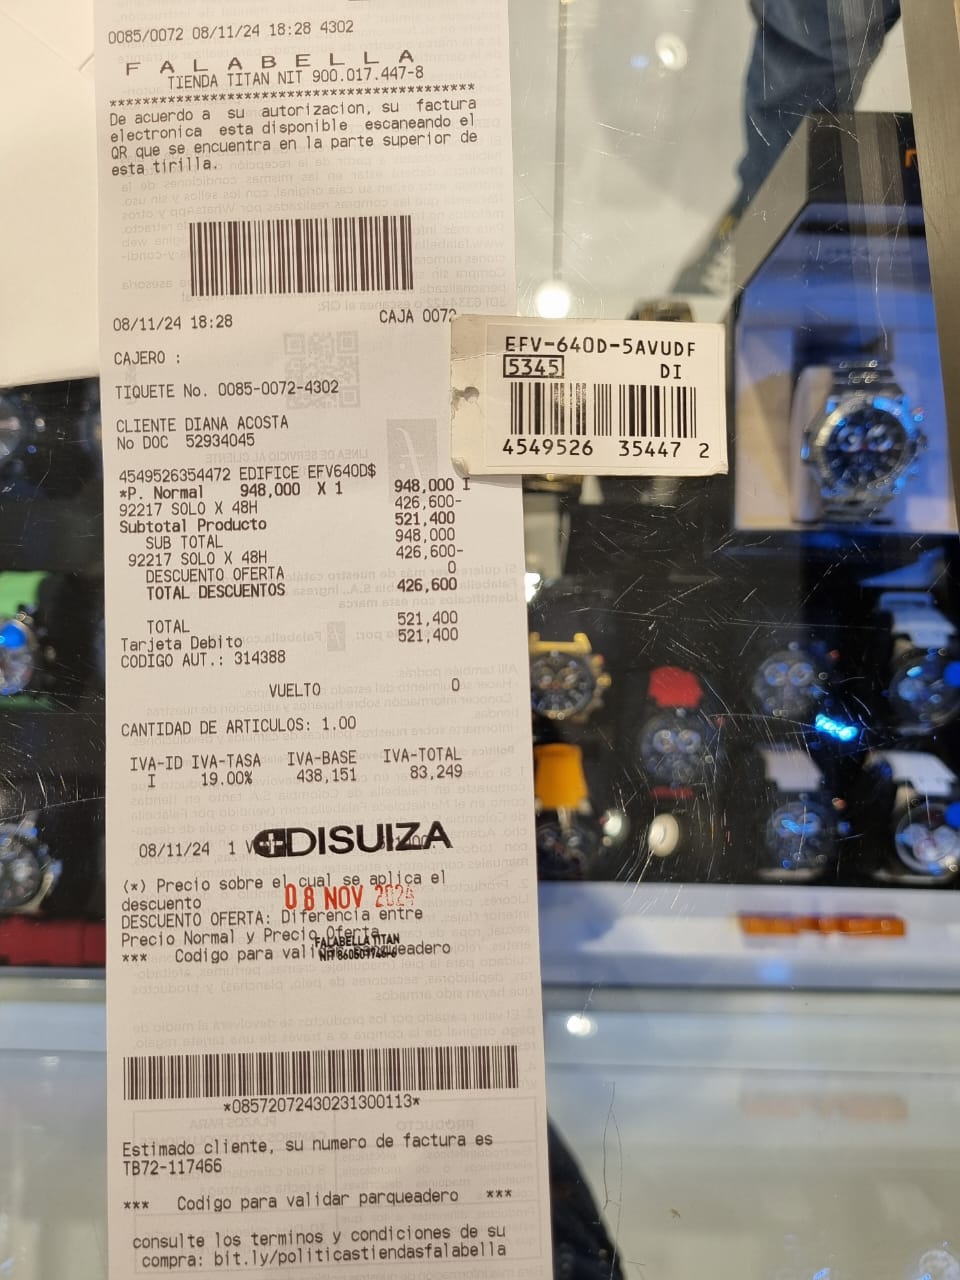 0085/0072 08/11/24 18:28 4302
F A L A B E L L A
TIENDA TITAN NIT 900.017.447-8
**********************************************
De acuerdo a su autorizacion, su factura
electronica esta disponible escaneando el
QR que se encuentra en la parte superior de
esta tirilla.
08/11/24 18:28 CAJA 0072
CAJERO :
TIQUETE No. 0085-0072-4302
CLIENTE DIANA ACOSTA
No DOC 52934045
4549526354472 EDIFICE EFV640D$
*P. Normal 948,000 X 1 948,000 I
92217 SOLO X 48H 426,600-
Subtotal Producto 521,400
SUB TOTAL 948,000
92217 SOLO X 48H 426,600-
DESCUENTO OFERTA 0
TOTAL DESCUENTOS 426,600
TOTAL 521,400
Tarjeta Debito 521,400
CODIGO AUT.: 314388
VUELTO 0
CANTIDAD DE ARTICULOS: 1.00
IVA-ID IVA-TASA IVA-BASE IVA-TOTAL
I 19.00% 438,151 83,249
08/11/24 1
DISUIZA
(*) Precio sobre el cual se aplica el
descuento
08 NOV 2024
DESCUENTO OFERTA: Diferencia entre
Precio Normal y Precio Oferta
FALABELLA TITAN
*** Codigo para validar parqueadero
*08572072430231300113*
Estimado cliente, su numero de factura es
TB72-117466
*** Codigo para validar parqueadero ***
consulte los terminos y condiciones de su
compra: bit.ly/politicastiendasfalabella
EFV-640D-5AVUDF
5345 DI
4549526 35447 2